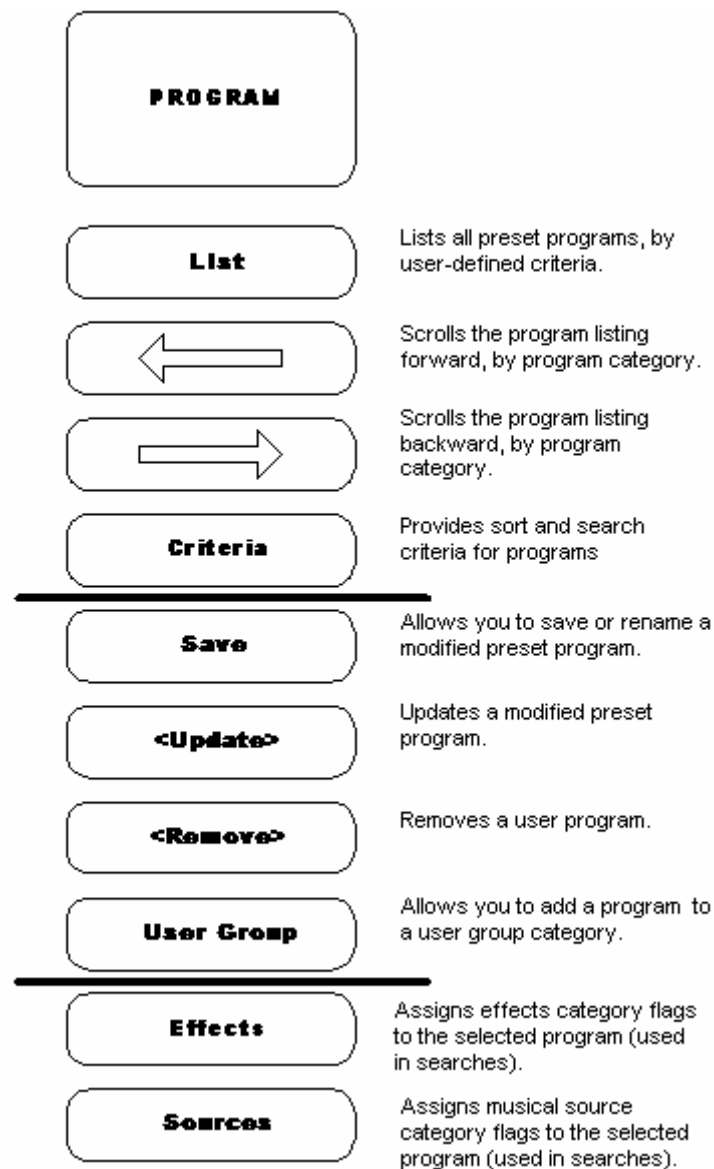 PROGRAM
List
Lists all preset programs, by
user-defined criteria.
Scrolls the program listing
forward, by program category.
Scrolls the program listing
backward, by program
category.
Criteria
Provides sort and search
criteria for programs
Save
Allows you to save or rename a
modified preset program.
<Update>
Updates a modified preset
program.
<Remove>
Removes a user program.
User Group
Allows you to add a program to
a user group category.
Effects
Assigns effects category flags
to the selected program (used
in searches).
Sources
Assigns musical source
category flags to the selected
program (used in searches).